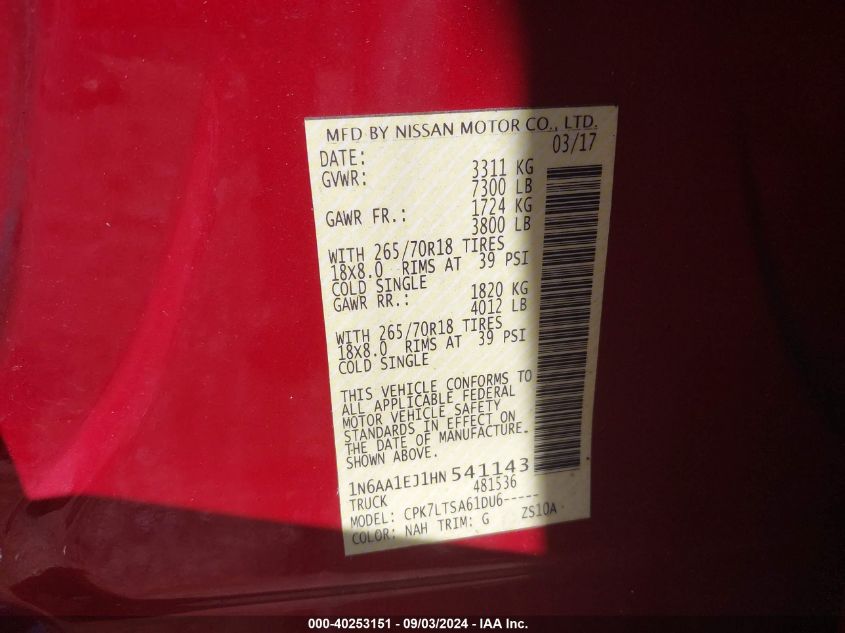 MFD BY NISSAN MOTOR CO., LTD.
DATE: 03/17
GVWR: 3311 KG
7300 LB
GAWR FR.: 1724 KG
3800 LB
WITH 265/70R18 TIRES
18X8.0 RIMS AT 39 PSI
COLD SINGLE
GAWR RR.: 1820 KG
4012 LB
WITH 265/70R18 TIRES
18X8.0 RIMS AT 39 PSI
COLD SINGLE
THIS VEHICLE CONFORMS TO
ALL APPLICABLE FEDERAL
MOTOR VEHICLE SAFETY
STANDARDS IN EFFECT ON
THE DATE OF MANUFACTURE.
SHOWN ABOVE.
1N6AA1EJ1HN 541143
TRUCK 481536
MODEL: CPK7LTSA61DU6-----
COLOR: NAH TRIM: G ZS10A
000-40253151 - 09/03/2024 - IAA Inc.